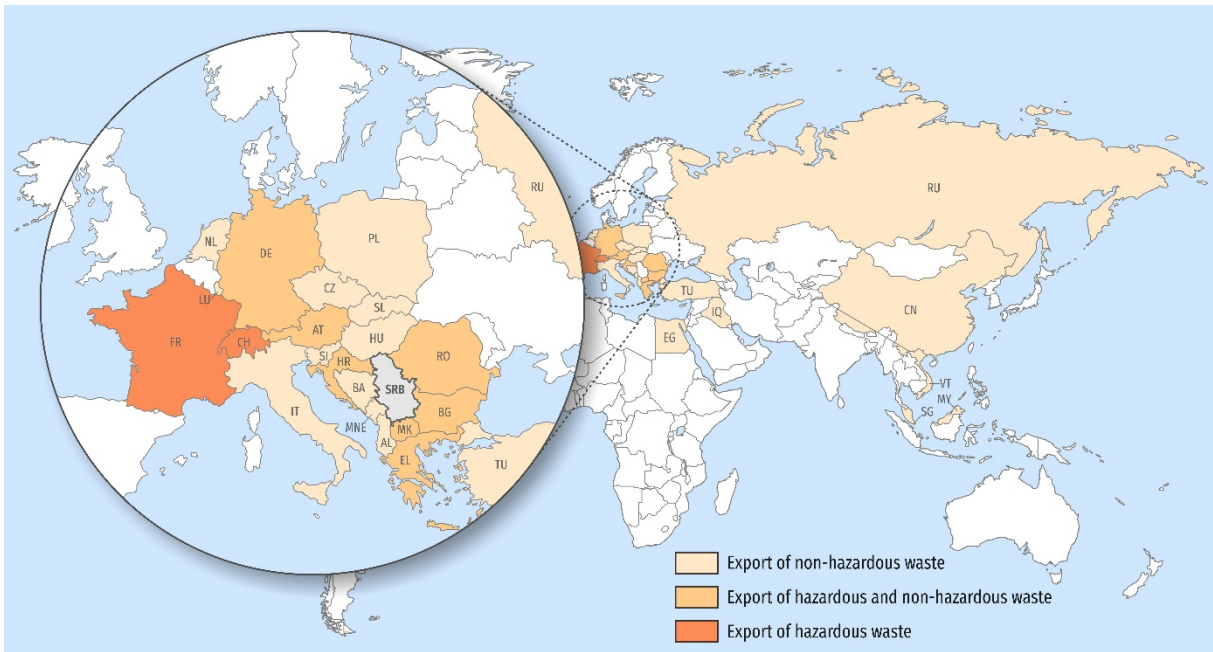 RU
NL
PL
DE
LU
CZ
SL
FR
CH
AT
HU
SI
HR
RO
BA
SRB
IT
BG
MNE
MK
AL
EL
TU
RU
TU
IQ
CN
EG
VT
MY
SG
Export of non-hazardous waste
Export of hazardous and non-hazardous waste
Export of hazardous waste